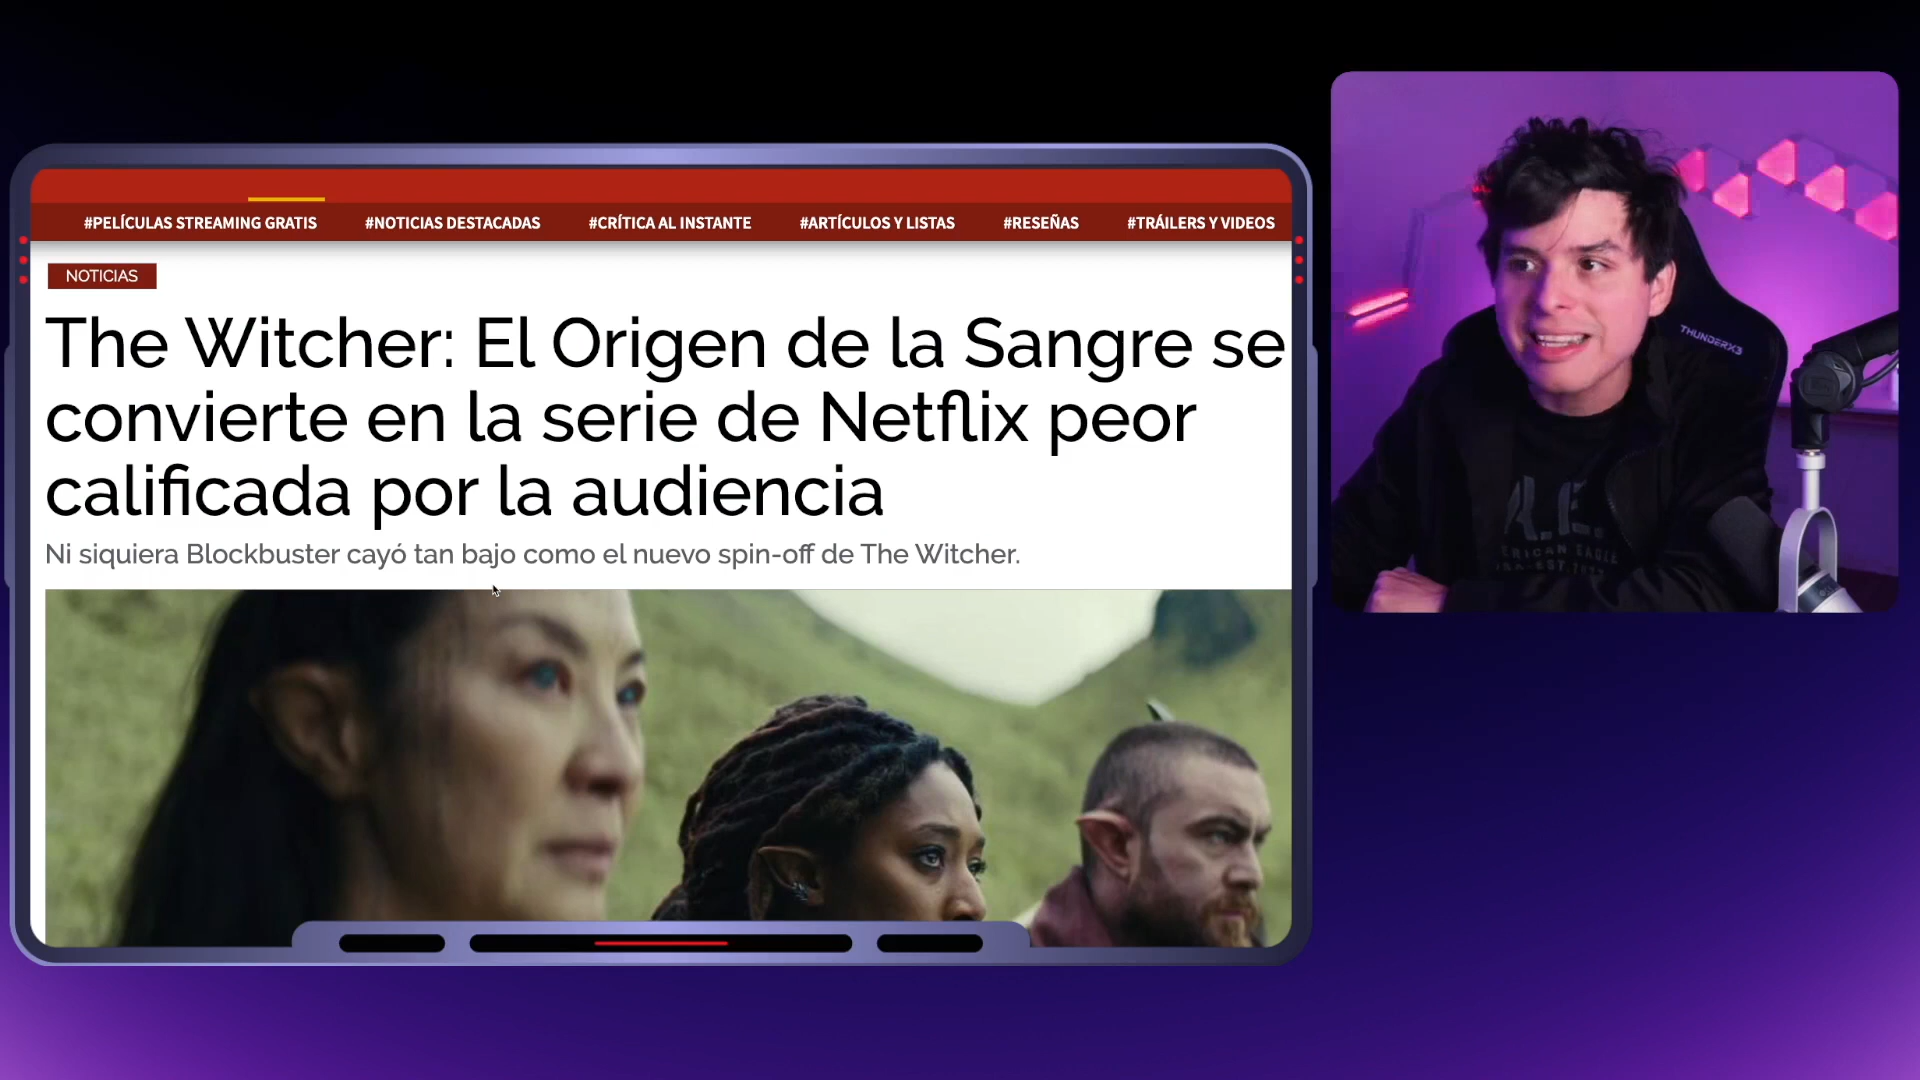 #PELÍCULAS STREAMING GRATIS #NOTICIAS DESTACADAS #CRÍTICA AL INSTANTE #ARTÍCULOS Y LISTAS #RESEÑAS #TRÁILERS Y VIDEOS
NOTICIAS
The Witcher: El Origen de la Sangre se
convierte en la serie de Netflix peor
calificada por la audiencia
Ni siquiera Blockbuster cayó tan bajo como el nuevo spin-off de The Witcher.
THUNDERX3